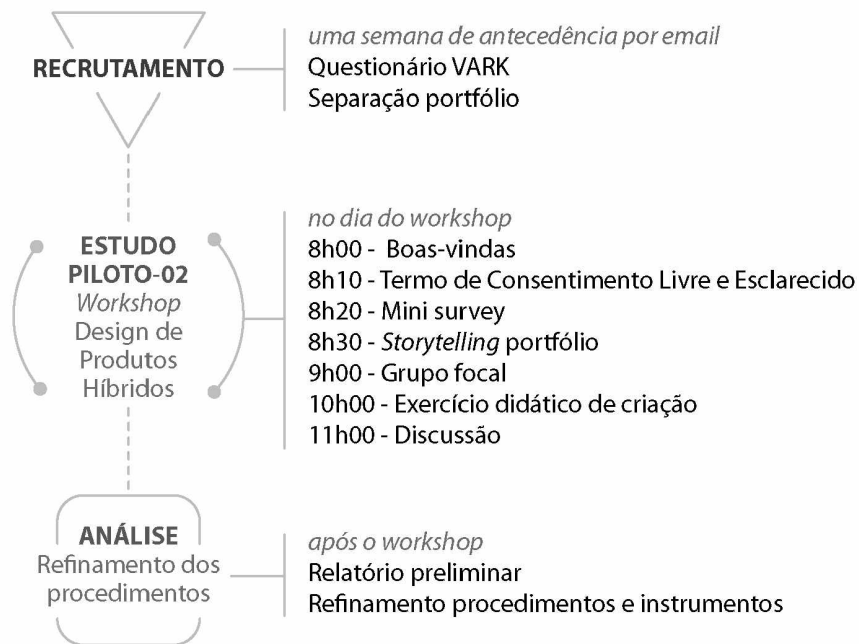 RECRUTAMENTO
uma semana de antecedência por email
Questionário VARK
Separação portfólio
ESTUDO
PILOTO-02
Workshop
Design de
Produtos
Híbridos
no dia do workshop
8h00 - Boas-vindas
8h10 - Termo de Consentimento Livre e Esclarecido
8h20 - Mini survey
8h30 - Storytelling portfólio
9h00 - Grupo focal
10h00 - Exercício didático de criação
11h00 - Discussão
ANÁLISE
Refinamento dos
procedimentos
após o workshop
Relatório preliminar
Refinamento procedimentos e instrumentos